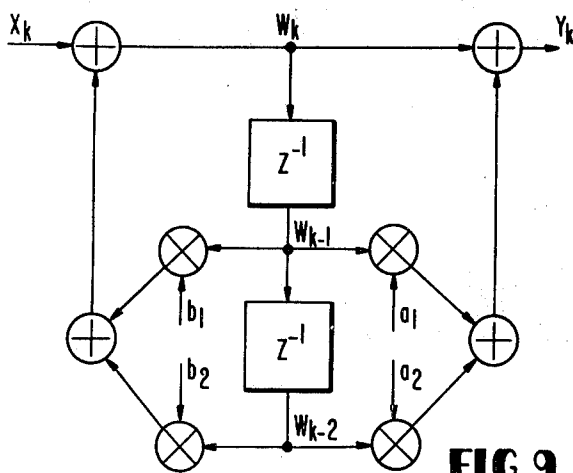 X_k W_k Y_k
Z^-1
W_k-1
b_1 a_1
Z^-1
b_2 a_2
W_k-2
FIG.9